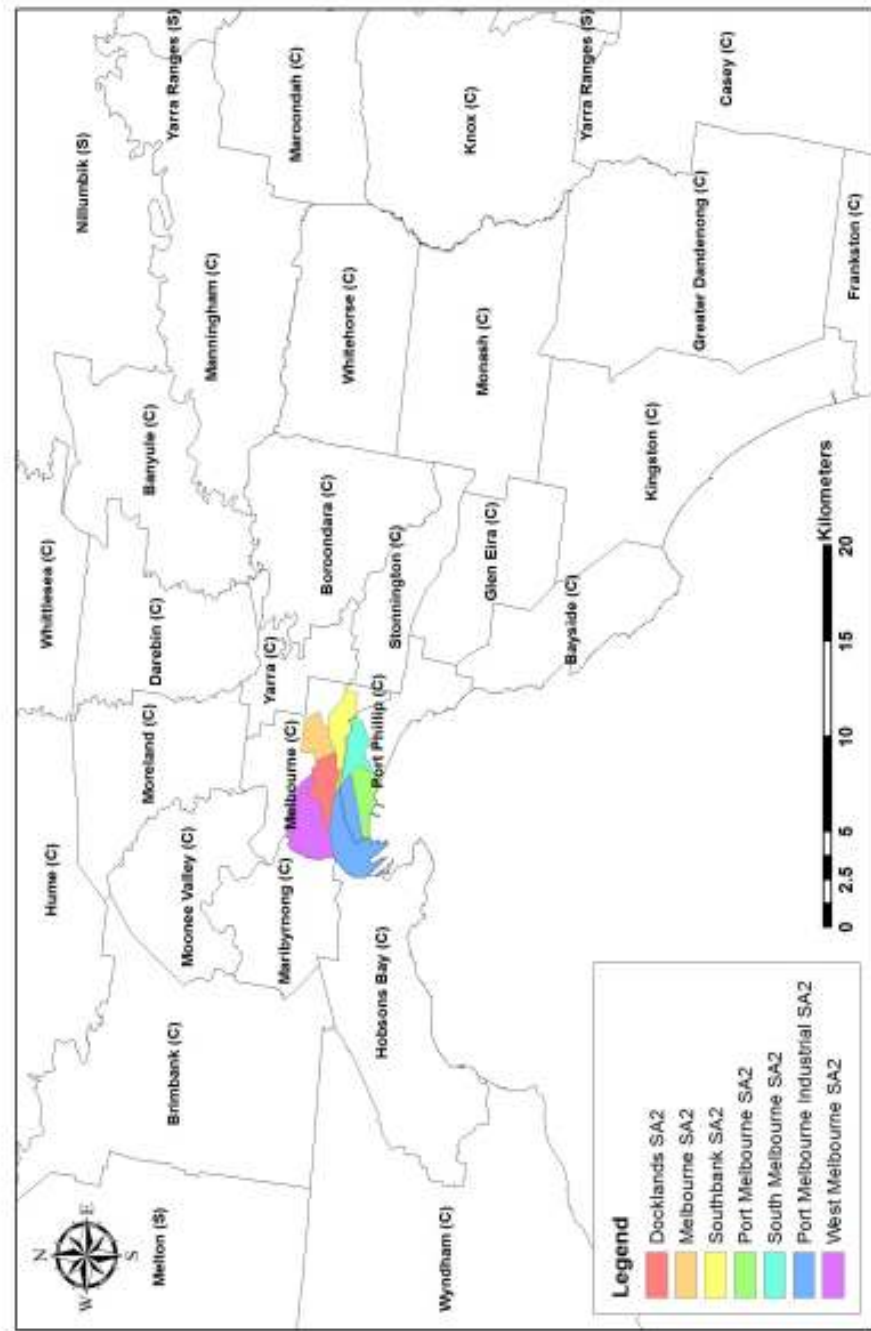 N
W
E
S
Hume (C)
Whittlesea (C)
Nillumbik (S)
Yarra Ranges (S)
Melton (S)
Brimbank (C)
Moonee Valley (C)
Moreland (C)
Darebin (C)
Banyule (C)
Manningham (C)
Maroondah (C)
Maribyrnong (C)
Melbourne (C)
Yarra (C)
Boroondara (C)
Whitehorse (C)
Wyndham (C)
Hobsons Bay (C)
Port Phillip (C)
Stonnington (C)
Monash (C)
Knox (C)
Glen Eira (C)
Bayside (C)
Kingston (C)
Yarra Ranges (S)
Greater Dandenong (C)
Casey (C)
Frankston (C)
Legend
Docklands SA2
Melbourne SA2
Southbank SA2
Port Melbourne SA2
South Melbourne SA2
Port Melbourne Industrial SA2
West Melbourne SA2
Kilometers
0 2.5 5 10 15 20